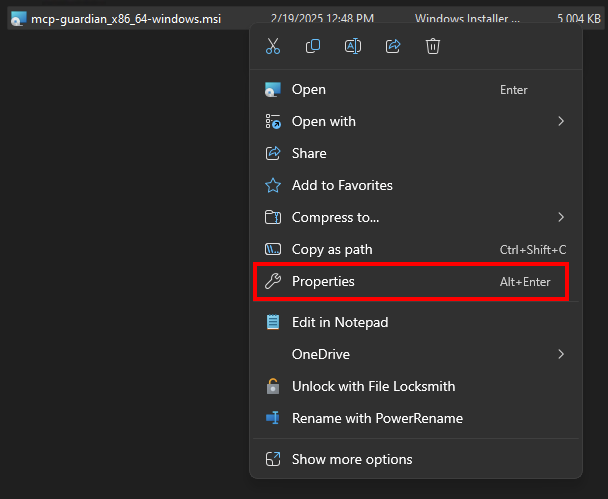 mcp-guardian_x86_64-windows.msi 2/19/2025 12:48 PM Windows Installer ... 5,004 KB
Open Enter
Open with
Share
Add to Favorites
Compress to...
Copy as path Ctrl+Shift+C
Properties Alt+Enter
Edit in Notepad
OneDrive
Unlock with File Locksmith
Rename with PowerRename
Show more options